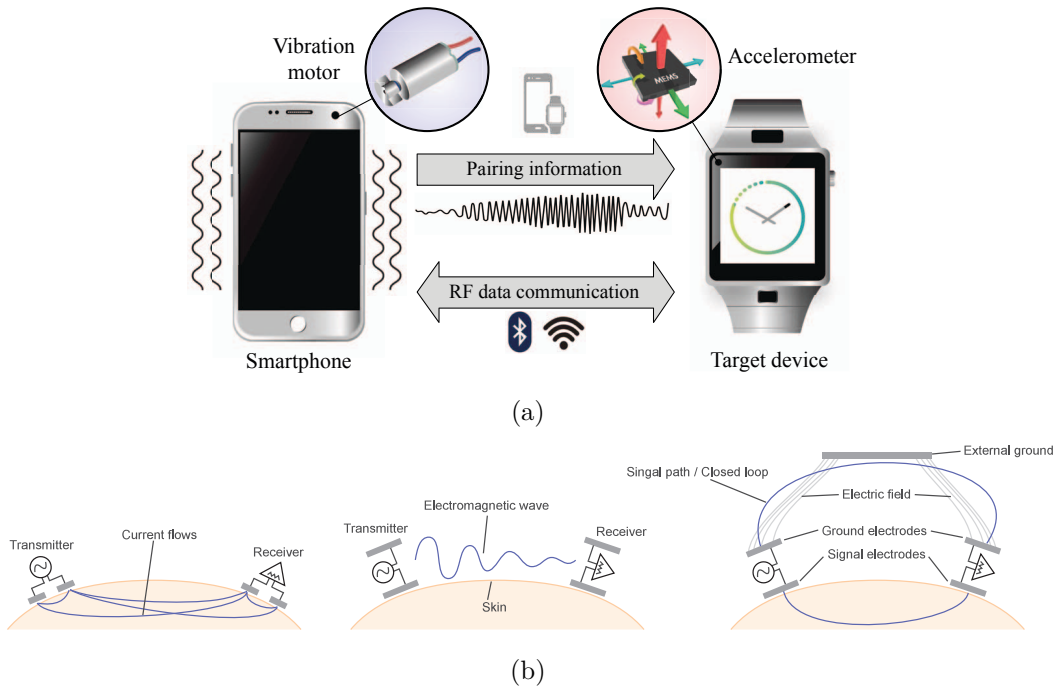 Vibration
motor
MEMS
Accelerometer
Pairing information
RF data communication
Smartphone
Target device
(a)
Transmitter
Current flows
Receiver
Electromagnetic wave
Transmitter
Receiver
Skin
External ground
Singal path / Closed loop
Electric field
Ground electrodes
Signal electrodes
(b)